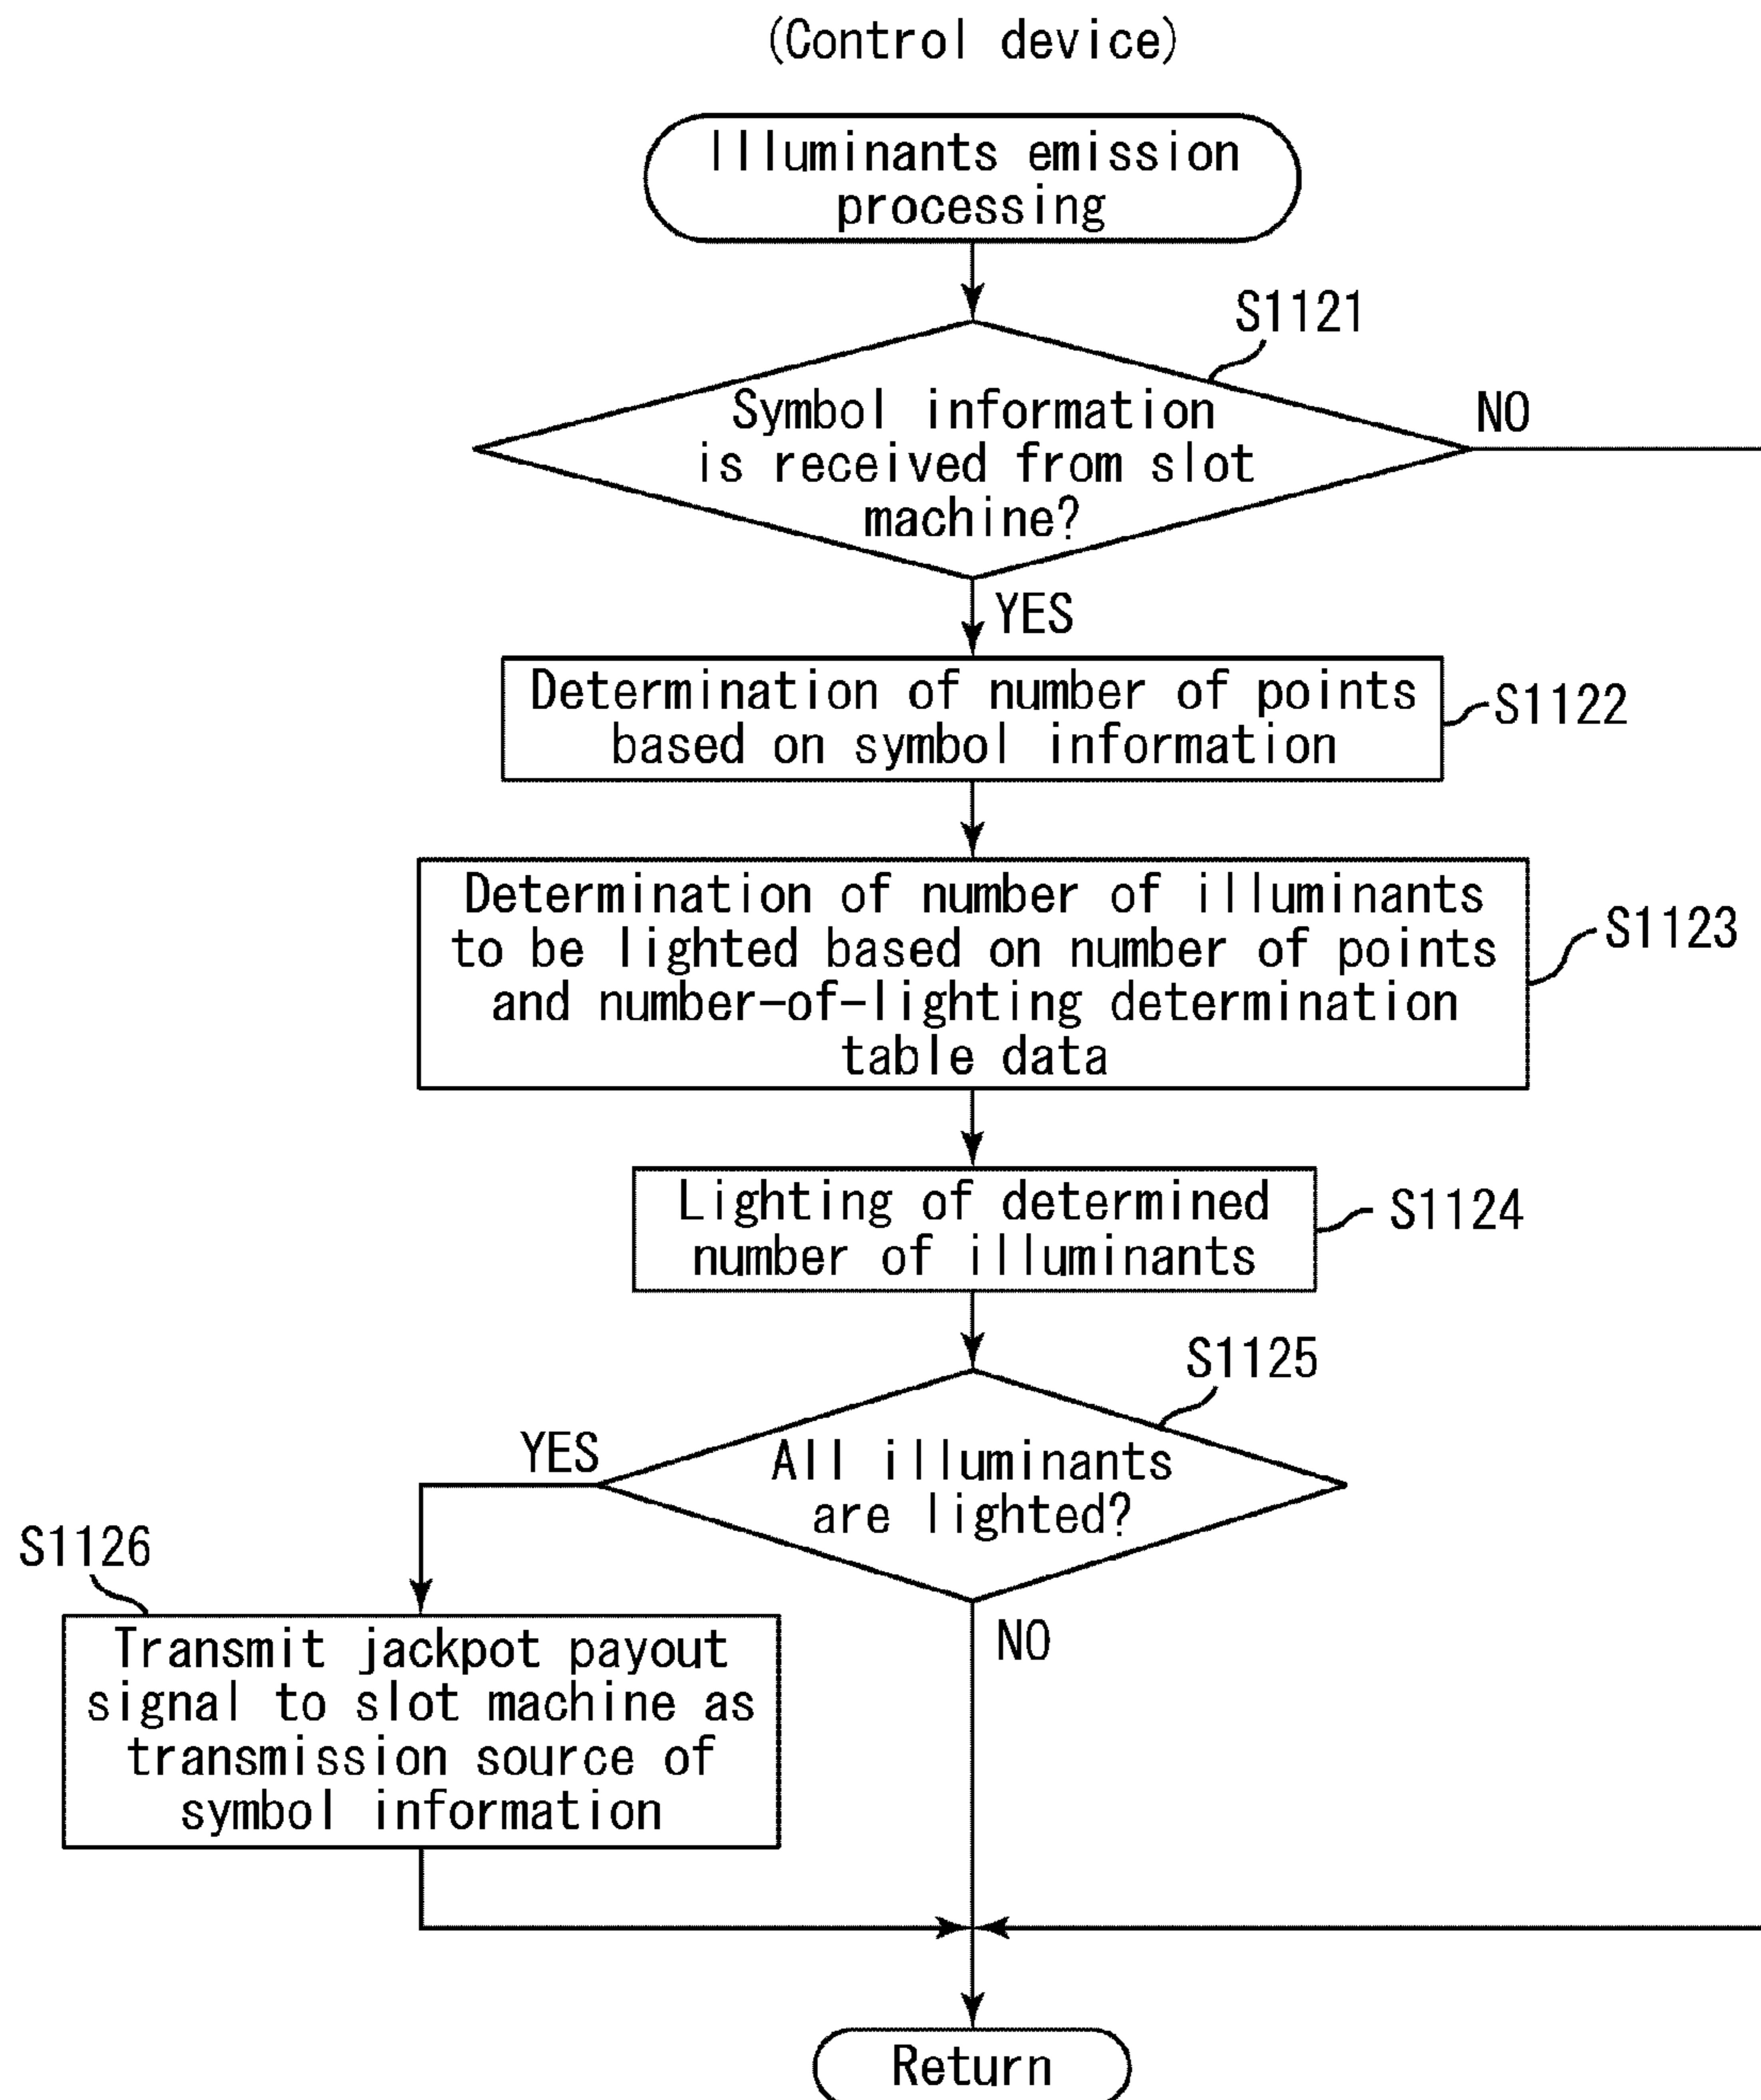 (Control device)
Illuminants emission
processing
S1121
Symbol information
is received from slot
machine?
NO
YES
Determination of number of points
based on symbol information
S1122
Determination of number of illuminants
to be lighted based on number of points
and number-of-lighting determination
table data
S1123
Lighting of determined
number of illuminants
S1124
S1125
All illuminants
are lighted?
YES
NO
S1126
Transmit jackpot payout
signal to slot machine as
transmission source of
symbol information
Return